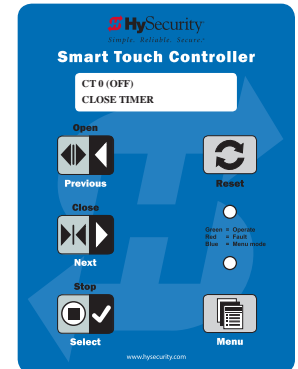 HySecurity
Simple. Reliable. Secure.™
Smart Touch Controller
CT 0 (OFF)
CLOSE TIMER
Open
Previous
Reset
Close
Next
Green = Operate
Red = Fault
Blue = Menu mode
Stop
Select
Menu
www.hysecurity.com